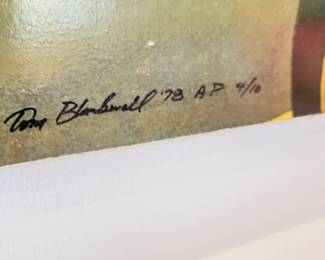 Tom Blackwell '78 AP 4/10